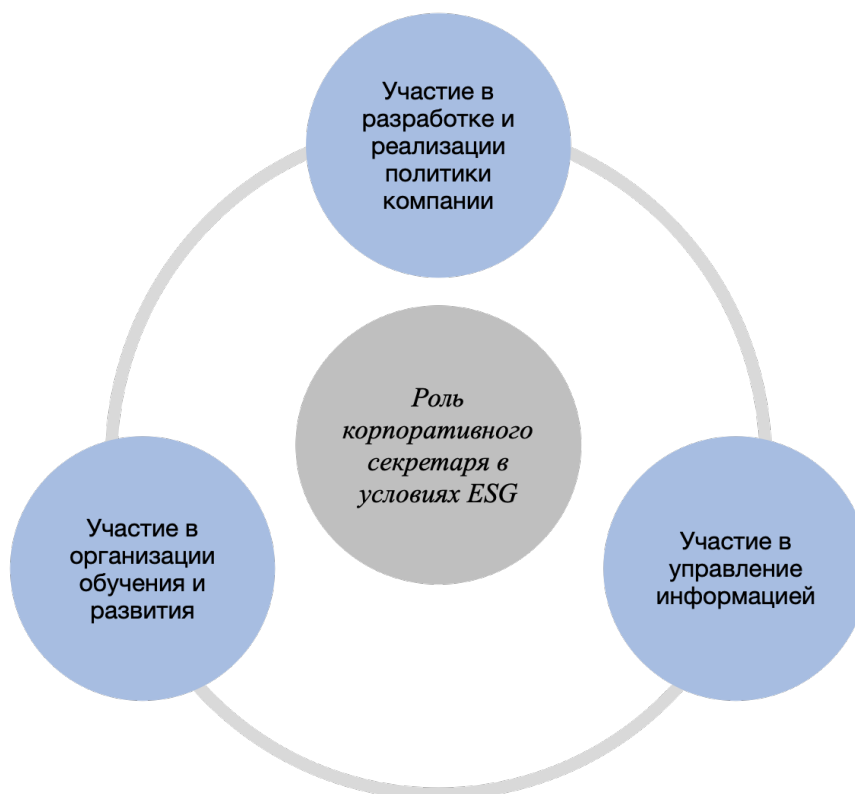 Участие в
разработке и
реализации
политики
компании
Роль
корпоративного
секретаря в
условиях ESG
Участие в
организации
обучения и
развития
Участие в
управление
информацией